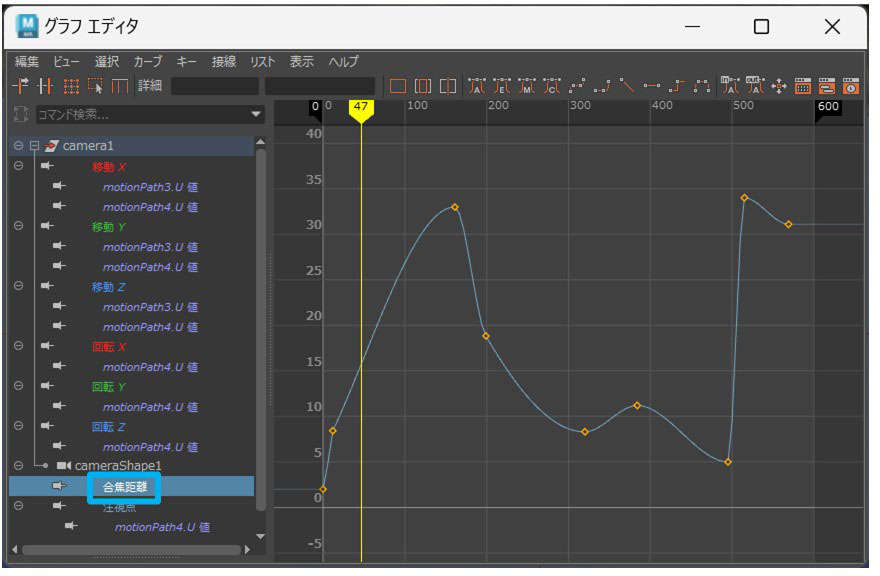 グラフ エディタ
編集 ビュー 選択 カーブ キー 接線 リスト 表示 ヘルプ
詳細
コマンド検索...
0 0 47 100 200 300 400 500 600
camera1
移動 X
motionPath3.U 値
motionPath4.U 値
移動 Y
motionPath3.U 値
motionPath4.U 値
移動 Z
motionPath3.U 値
motionPath4.U 値
回転 X
motionPath4.U 値
回転 Y
motionPath4.U 値
回転 Z
motionPath4.U 値
cameraShape1
合焦距離
注視点
motionPath4.U 値
40
35
30
25
20
15
10
5
0
-5